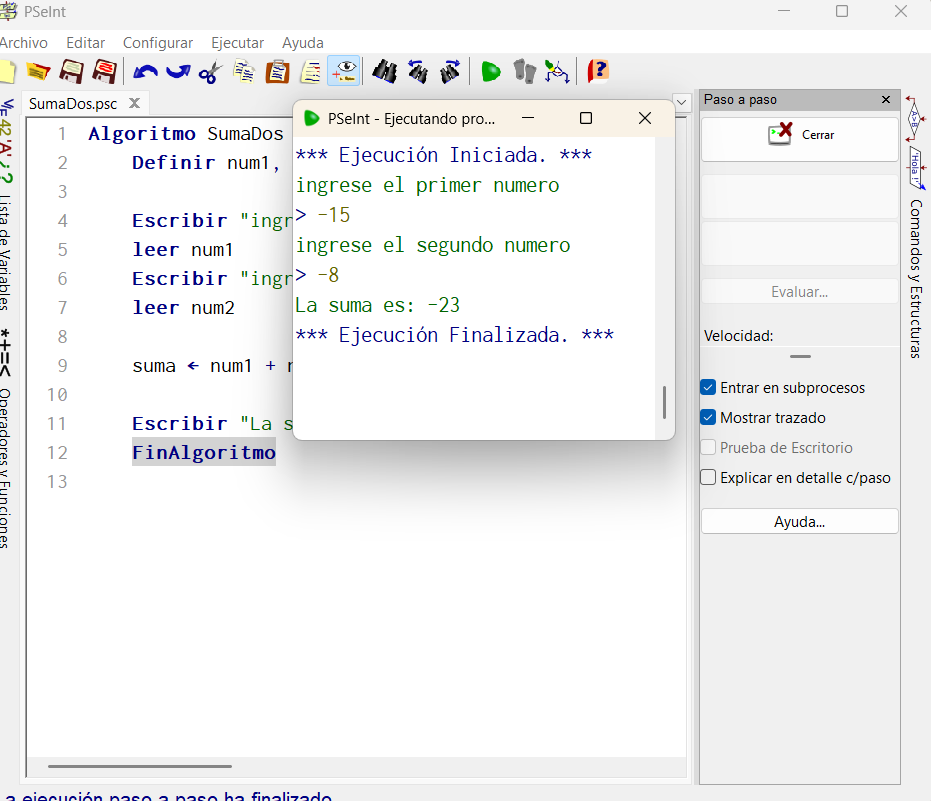 PSeInt
Archivo Editar Configurar Ejecutar Ayuda
SumaDos.psc
1 Algoritmo SumaDos
2 Definir num1,
3
4 Escribir "ingr
5 leer num1
6 Escribir "ingr
7 leer num2
8
9 suma ← num1 +
10
11 Escribir "La s
12 FinAlgoritmo
13
PSeInt - Ejecutando pro...
*** Ejecución Iniciada. ***
ingrese el primer numero
> -15
ingrese el segundo numero
> -8
La suma es: -23
*** Ejecución Finalizada. ***
Paso a paso
Cerrar
Evaluar...
Velocidad:
Entrar en subprocesos
Mostrar trazado
Prueba de Escritorio
Explicar en detalle c/paso
Ayuda...
Lista de Variables
Operadores y Funciones
Comandos y Estructuras
a ejecución paso a paso ha finalizado